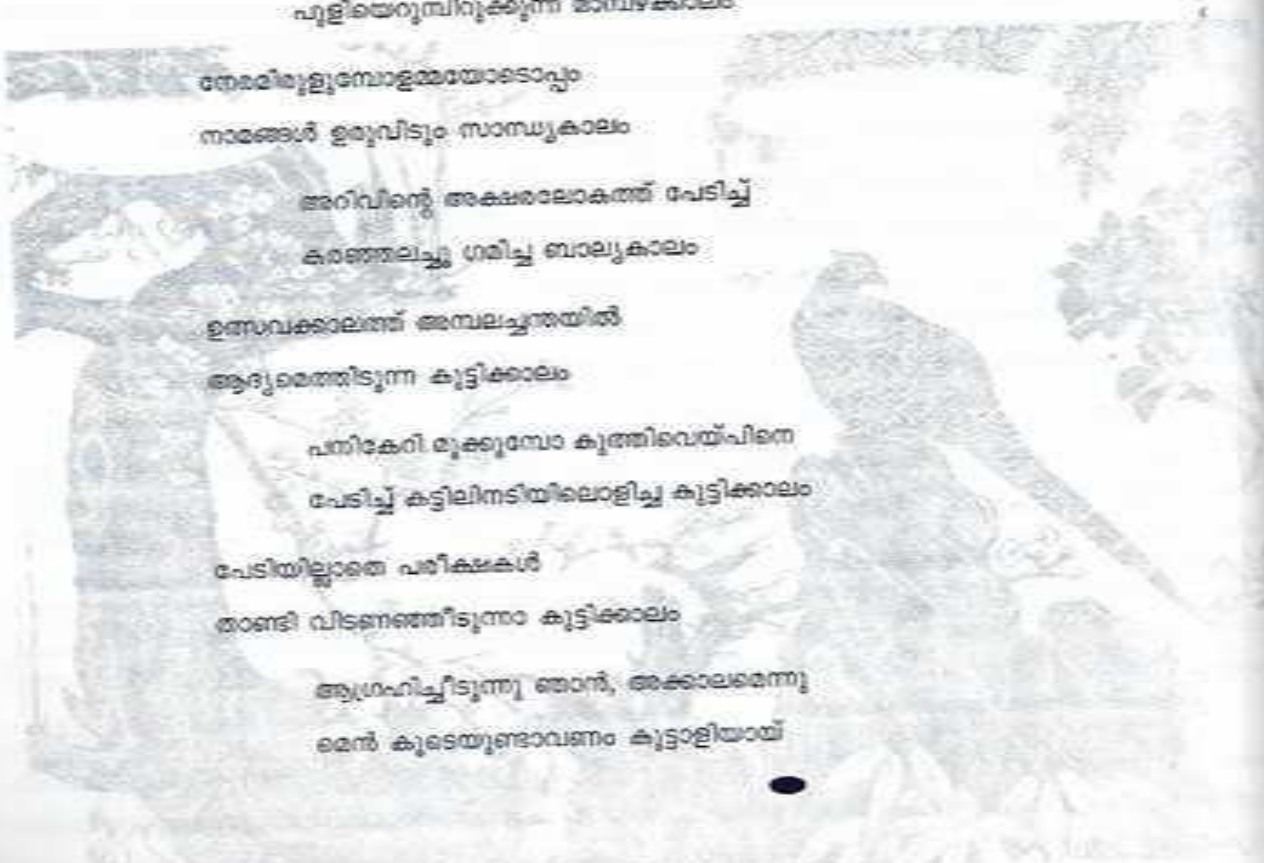 പുളിയെറുമ്പിറുക്കുന്ന മാമ്പഴക്കാലം
നേരമിരുളുമ്പോളമ്മയോടൊപ്പം
നാമങ്ങൾ ഉരുവിടും സാന്ധ്യകാലം
അറിവിന്റെ അക്ഷരലോകത്ത് പേടിച്ച്
കരഞ്ഞലച്ചു ഗമിച്ച ബാല്യകാലം
ഉത്സവക്കാലത്ത് അമ്പലച്ചന്തയിൽ
ആദ്യമെത്തിടുന്ന കുട്ടിക്കാലം
പനികേറി മൂക്കുമ്പോ കുത്തിവെയ്പിനെ
പേടിച്ച് കട്ടിലിനടിയിലൊളിച്ച കുട്ടിക്കാലം
പേടിയില്ലാതെ പരീക്ഷകൾ
താണ്ടി വീടണഞ്ഞീടുന്നാ കുട്ടിക്കാലം
ആഗ്രഹിച്ചീടുന്നു ഞാൻ, അക്കാലമെന്നു
മെൻ കൂടെയുണ്ടാവണം കൂട്ടാളിയായ്